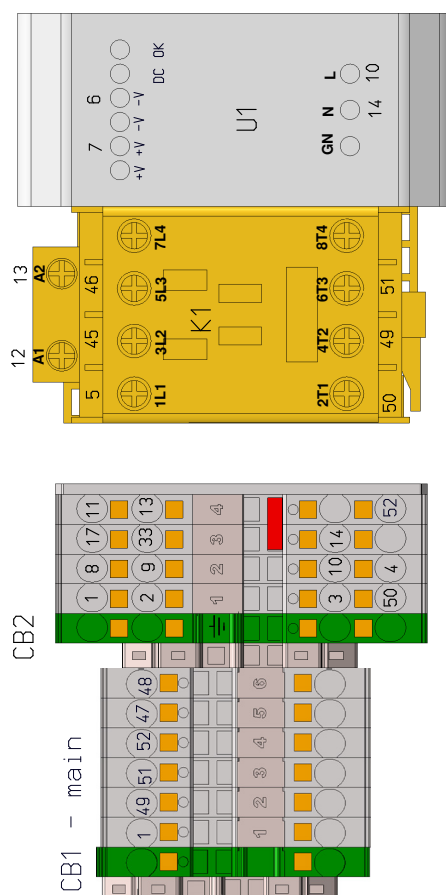 DC OK
+V +V -V -V
7 6
U1
GN N L
14 10
12 13
A1 A2
5 45 46
1L1 3L2 5L3 7L4
K1
2T1 4T2 6T3 8T4
50 49 51
CB2
1 8 17 11
2 9 33 13
1 2 3 4
3 10 14
50 4 52
CB1 - main
1 49 51 52 47 48
1 2 3 4 5 6